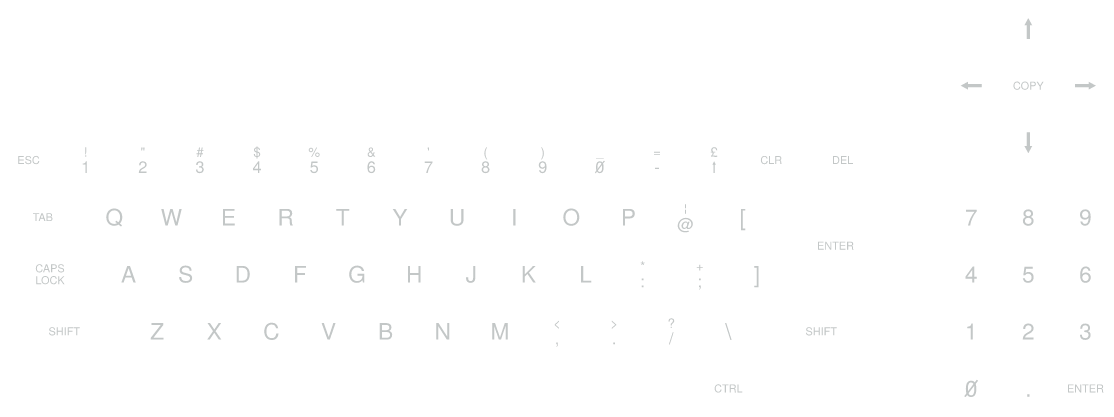 ↑
← COPY →
! " # $ % & ' ( ) _ = £ ↓
ESC 1 2 3 4 5 6 7 8 9 Ø - ↑ CLR DEL
TAB Q W E R T Y U I O P ¦ @ [ 7 8 9
ENTER
CAPS
LOCK A S D F G H J K L * : + ; ] 4 5 6
SHIFT Z X C V B N M < , > . ? / \ SHIFT 1 2 3
CTRL Ø . ENTER